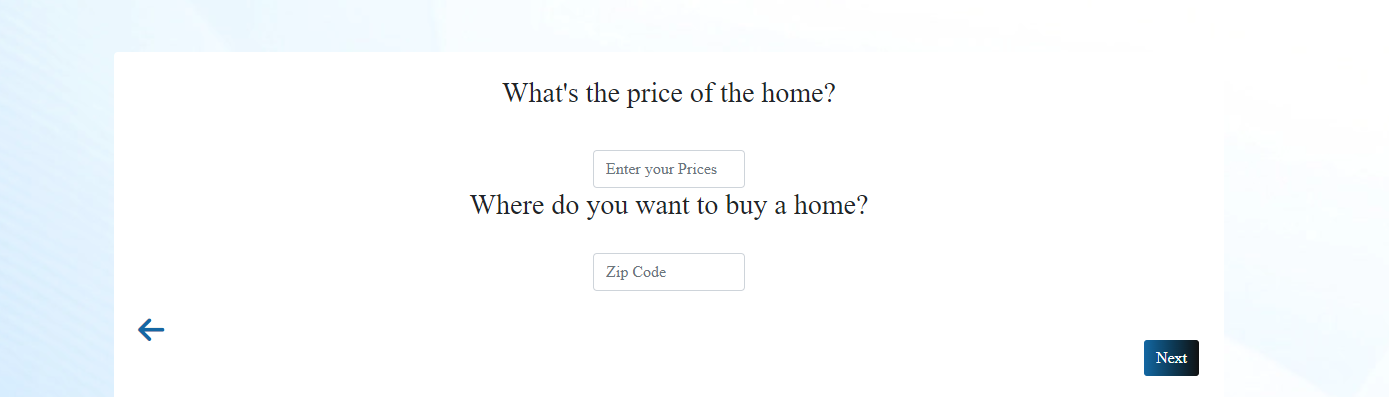 What's the price of the home?
Enter your Prices
Where do you want to buy a home?
Zip Code
Next